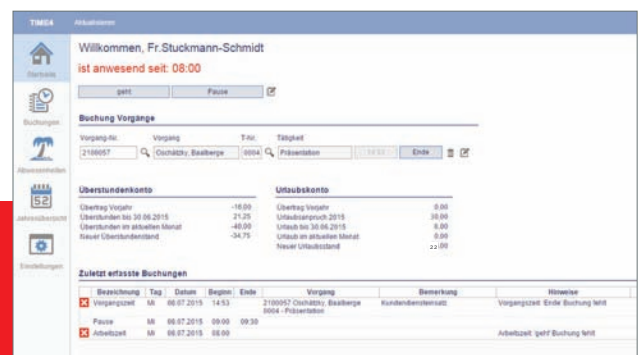 TIME4 Aktualisieren
Willkommen, Fr.Stuckmann-Schmidt
ist anwesend seit: 08:00
Startseite
geht Pause
Buchungen
Buchung Vorgänge
Vorgang-Nr. Vorgang T-Nr. Tätigkeit
2100057 Oschätzky, Baalberge 0004 Präsentation 14:53 Ende
Abwesenheiten
Überstundenkonto Urlaubskonto
52
Übertrag Vorjahr -16,00 Übertrag Vorjahr 0,00
Überstunden bis 30.06.2015 21,25 Urlaubsanspruch 2015 30,00
Jahresübersicht
Überstunden im aktuellen Monat -40,00 Urlaub bis 30.06.2015 8,00
Neuer Überstundenstand -34,75 Urlaub im aktuellen Monat 0,00
Neuer Urlaubsstand 22,00
Einstellungen
Zuletzt erfasste Buchungen
Bezeichnung Tag Datum Beginn Ende Vorgang Bemerkung Hinweise
Vorgangszeit Mi 08.07.2015 14:53 2100057 Oschätzky, Baalberge Kundendiensteinsatz Vorgangszeit 'Ende' Buchung fehlt
0004 - Präsentation
Pause Mi 08.07.2015 09:00 09:30
Arbeitszeit Mi 08.07.2015 08:00 Arbeitszeit 'geht' Buchung fehlt